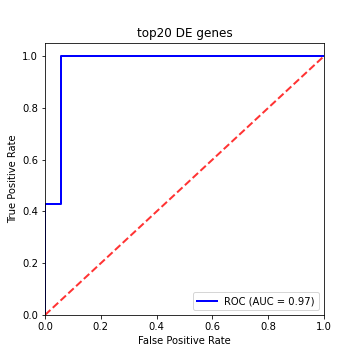 top20 DE genes
1.0
0.8
0.6
0.4
0.2
0.0
True Positive Rate
ROC (AUC = 0.97)
0.0 0.2 0.4 0.6 0.8 1.0
False Positive Rate